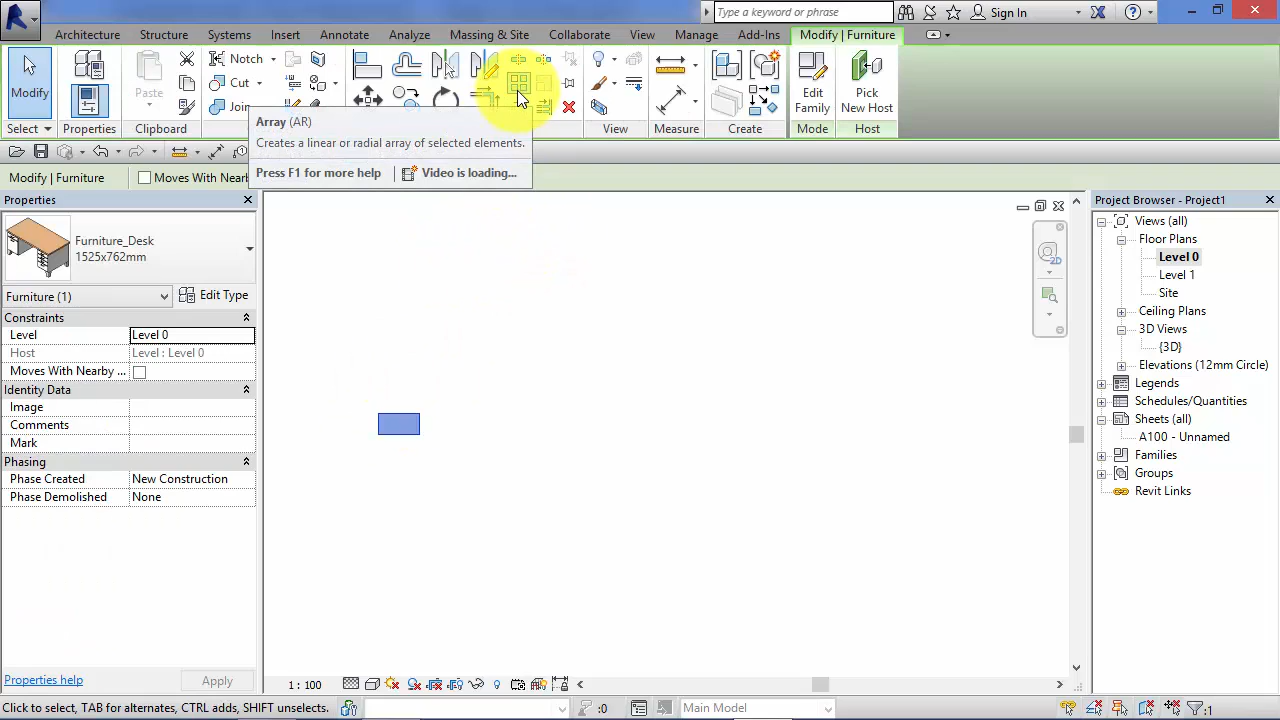 Type a keyword or phrase
Sign In
Architecture
Structure
Systems
Insert
Annotate
Analyze
Massing & Site
Collaborate
View
Manage
Add-Ins
Modify | Furniture
Modify
Paste
Notch
Cut
Join
Edit Family
Pick New Host
Select
Properties
Clipboard
View
Measure
Create
Mode
Host
Array (AR)
Creates a linear or radial array of selected elements.
Press F1 for more help
Video is loading...
Modify | Furniture
Moves With Nearb
Properties
Furniture_Desk
1525x762mm
Furniture (1)
Edit Type
Constraints
Level
Level 0
Host
Level : Level 0
Moves With Nearby ...
Identity Data
Image
Comments
Mark
Phasing
Phase Created
New Construction
Phase Demolished
None
Properties help
Apply
2D
Project Browser - Project1
Views (all)
Floor Plans
Level 0
Level 1
Site
Ceiling Plans
3D Views
{3D}
Elevations (12mm Circle)
Legends
Schedules/Quantities
Sheets (all)
A100 - Unnamed
Families
Groups
Revit Links
1 : 100
Click to select, TAB for alternates, CTRL adds, SHIFT unselects.
:0
Main Model
:1